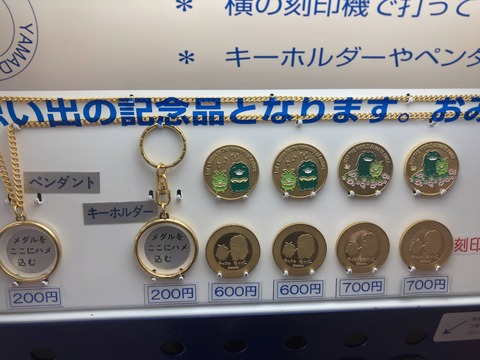 YAMAD
* 横の刻印機で打って
* キーホルダーやペンダ
い出の記念品となります。おみ
ペンダント
キーホルダー
メダルを
ここにハメ
込む
メダルを
ここにハメ
込む
刻印
200円
200円
600円
600円
700円
700円